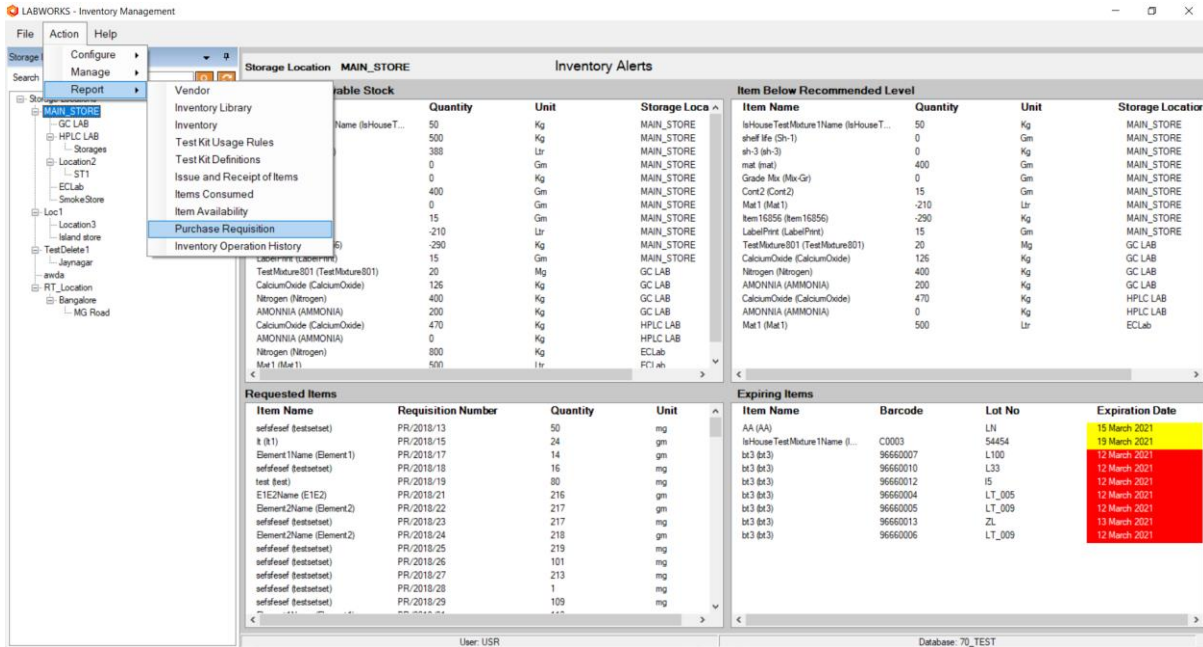 LABWORKS - Inventory Management
File Action Help
Storage
Configure
Manage
Report
Search
Vendor
Inventory Library
Inventory
Test Kit Usage Rules
Test Kit Definitions
Issue and Receipt of Items
Items Consumed
Item Availability
Purchase Requisition
Inventory Operation History
MAIN_STORE
GC LAB
HPLC LAB
Storages
Location2
ST1
ECLab
SmokeStore
Loc1
Location3
Island store
TestDelete1
Jaynagar
awda
RT_Location
Bangalore
MG Road
Storage Location MAIN_STORE
Inventory Alerts
Stock
Quantity Unit Storage Loca
Name (IsHouseT... 50 Kg MAIN_STORE
500 Kg MAIN_STORE
388 Ltr MAIN_STORE
0 Gm MAIN_STORE
0 Kg MAIN_STORE
400 Gm MAIN_STORE
0 Gm MAIN_STORE
15 Gm MAIN_STORE
-210 Ltr MAIN_STORE
-290 Kg MAIN_STORE
LabelPrint (LabelPrint) 15 Gm MAIN_STORE
TestMixture801 (TestMixture801) 20 Mg GC LAB
CalciumOxide (CalciumOxide) 126 Kg GC LAB
Nitrogen (Nitrogen) 400 Kg GC LAB
AMONNIA (AMMONIA) 200 Kg GC LAB
CalciumOxide (CalciumOxide) 470 Kg HPLC LAB
AMONNIA (AMMONIA) 0 Kg HPLC LAB
Nitrogen (Nitrogen) 800 Kg ECLab
Mat1 (Mat1) 500 Ltr ECLab
Item Below Recommended Level
Item Name Quantity Unit Storage Location
IsHouseTestMixture1Name (IsHouseT... 50 Kg MAIN_STORE
shelf life (Sh-1) 0 Gm MAIN_STORE
sh-3 (sh-3) 0 Kg MAIN_STORE
mat (mat) 400 Gm MAIN_STORE
Grade Mix (Mix-Gr) 0 Gm MAIN_STORE
Cont2 (Cont2) 15 Gm MAIN_STORE
Mat1 (Mat1) -210 Ltr MAIN_STORE
Item16856 (Item16856) -290 Kg MAIN_STORE
LabelPrint (LabelPrint) 15 Gm MAIN_STORE
TestMixture801 (TestMixture801) 20 Mg GC LAB
CalciumOxide (CalciumOxide) 126 Kg GC LAB
Nitrogen (Nitrogen) 400 Kg GC LAB
AMONNIA (AMMONIA) 200 Kg GC LAB
CalciumOxide (CalciumOxide) 470 Kg HPLC LAB
AMONNIA (AMMONIA) 0 Kg HPLC LAB
Mat1 (Mat1) 500 Ltr ECLab
Requested Items
Item Name Requisition Number Quantity Unit
sefsfesef (testsetset) PR/2018/13 50 mg
It (It1) PR/2018/15 24 gm
Element1Name (Element1) PR/2018/17 14 gm
sefsfesef (testsetset) PR/2018/18 16 mg
test (test) PR/2018/19 80 mg
E1E2Name (E1E2) PR/2018/21 216 gm
Element2Name (Element2) PR/2018/22 217 gm
sefsfesef (testsetset) PR/2018/23 217 mg
Element2Name (Element2) PR/2018/24 218 gm
sefsfesef (testsetset) PR/2018/25 219 mg
sefsfesef (testsetset) PR/2018/26 101 mg
sefsfesef (testsetset) PR/2018/27 213 mg
sefsfesef (testsetset) PR/2018/28 1 mg
sefsfesef (testsetset) PR/2018/29 109 mg
Expiring Items
Item Name Barcode Lot No Expiration Date
AA (AA) LN 15 March 2021
IsHouseTestMixture1Name (I... C0003 54454 19 March 2021
bt3 (bt3) 96660007 L100 12 March 2021
bt3 (bt3) 96660010 L33 12 March 2021
bt3 (bt3) 96660012 I5 12 March 2021
bt3 (bt3) 96660004 LT_005 12 March 2021
bt3 (bt3) 96660005 LT_009 12 March 2021
bt3 (bt3) 96660013 ZL 13 March 2021
bt3 (bt3) 96660006 LT_009 12 March 2021
User: USR
Database: 70_TEST